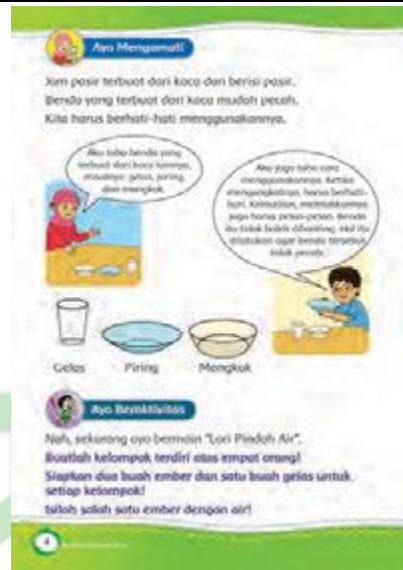 Ayo Mengamati
Jam pasir terbuat dari kaca dan berisi pasir.
Benda yang terbuat dari kaca mudah pecah.
Kita harus berhati-hati menggunakannya.
Aku tahu benda yang
terbuat dari kaca lainnya,
misalnya gelas, piring,
dan mangkuk.
Aku juga tahu cara
menggunakannya. Ketika
mengangkatnya, harus berhati-
hati. Kemudian, meletakkannya
juga harus pelan-pelan. Benda
itu tidak boleh dibanting. Hal itu
dilakukan agar benda tersebut
tidak pecah.
Gelas
Piring
Mangkuk
Ayo Beraktivitas
Nah, sekarang ayo bermain "Lari Pindah Air".
Buatlah kelompok terdiri atas empat orang!
Siapkan dua buah ember dan satu buah gelas untuk
setiap kelompok!
Isilah salah satu ember dengan air!
4